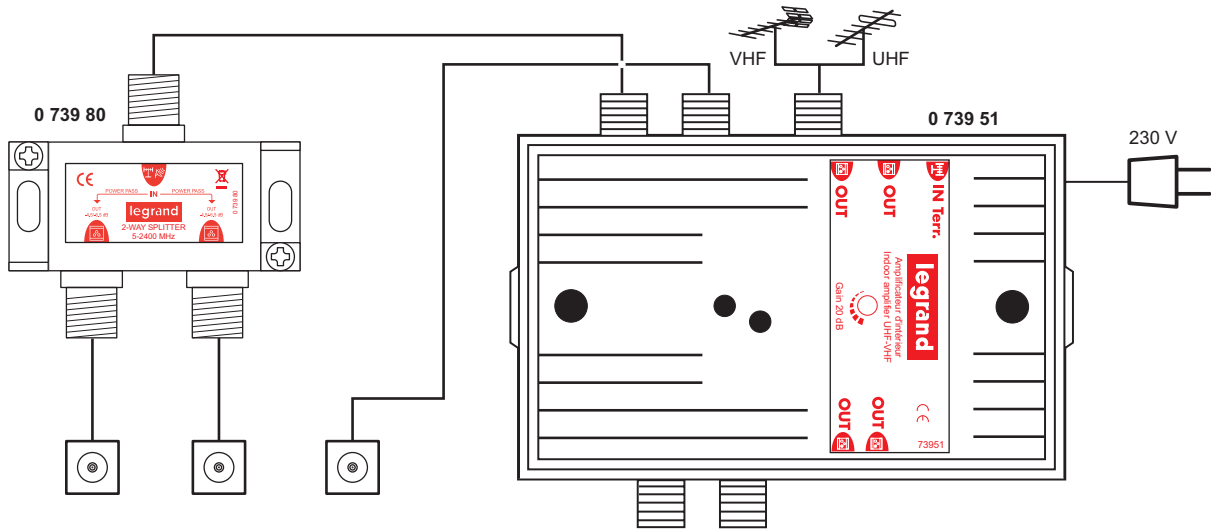 VHF
UHF
0 739 80
0 739 51
230 V
CE
POWER PASS
IN
POWER PASS
0 739 80
OUT
OUT
legrand
2-WAY SPLITTER
5-2400 MHz
OUT
OUT
IN Terr.
legrand
Amplificateur d'intérieur
Indoor amplifier UHF-VHF
Gain 20 dB
OUT
OUT
CE
73951